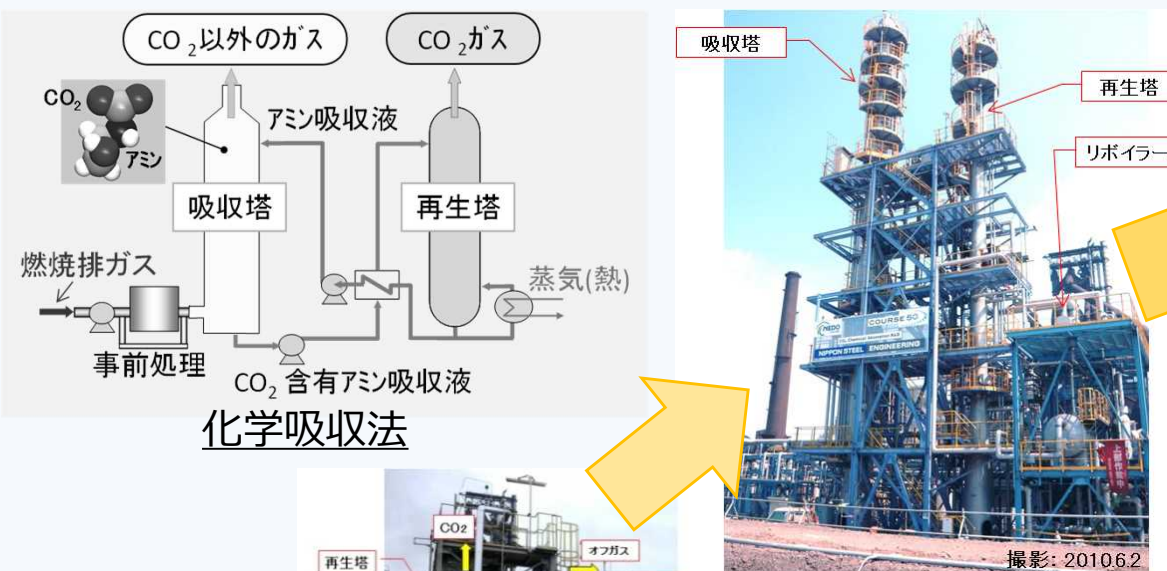 CO2以外のガス
CO2ガス
CO2
アミン
アミン吸収液
吸収塔
再生塔
燃焼排ガス
蒸気(熱)
事前処理
CO2 含有アミン吸収液
化学吸収法
吸収塔
再生塔
リボイラー
NEDO
COURSE50
NIPPON STEEL ENGINEERING
撮影: 2010.6.2
CO2
再生塔
オフガス